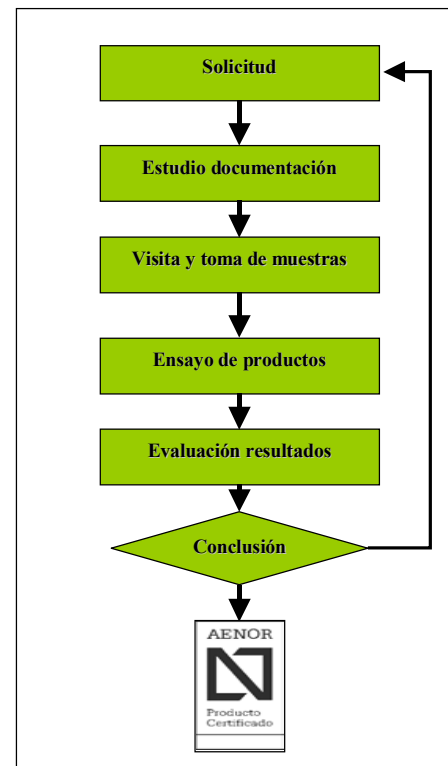 Solicitud
Estudio documentación
Visita y toma de muestras
Ensayo de productos
Evaluación resultados
Conclusión
AENOR
Producto
Certificado